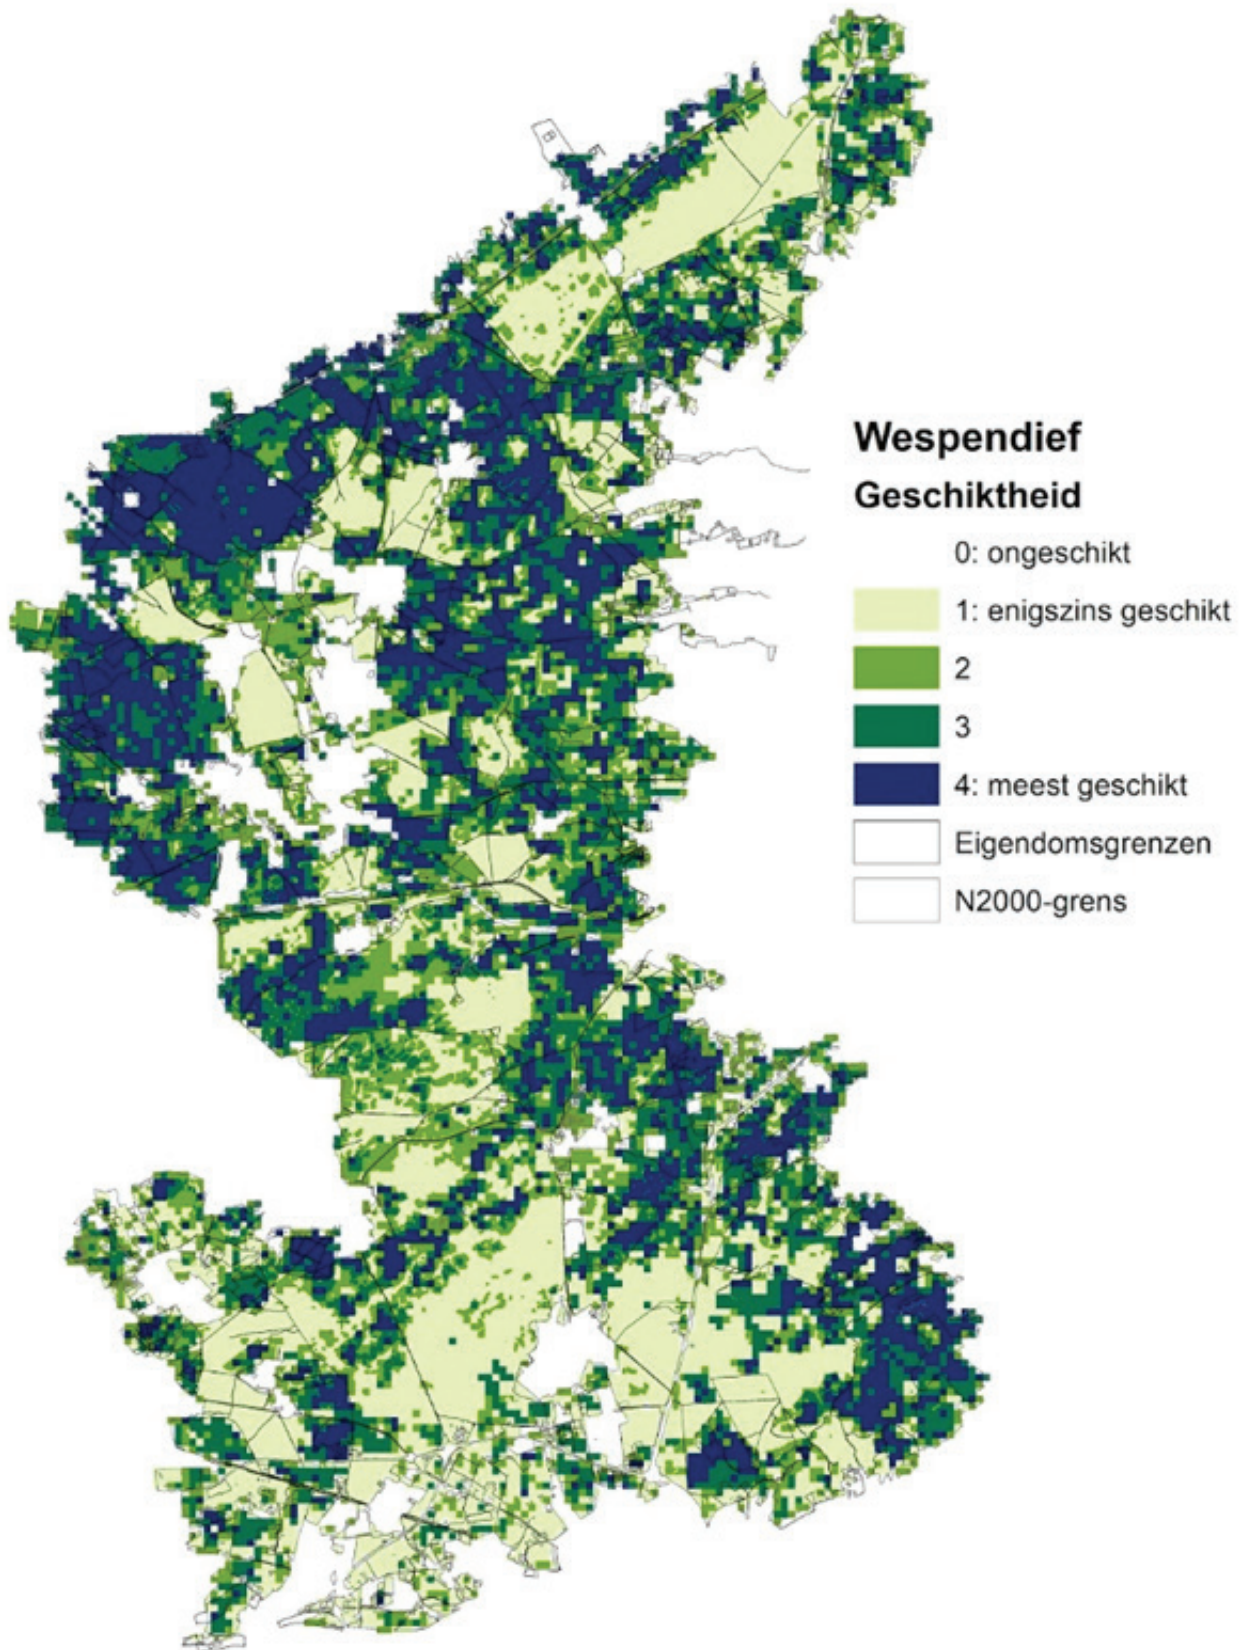 Wespendief
Geschiktheid
0: ongeschikt
1: enigszins geschikt
2
3
4: meest geschikt
Eigendomsgrenzen
N2000-grens